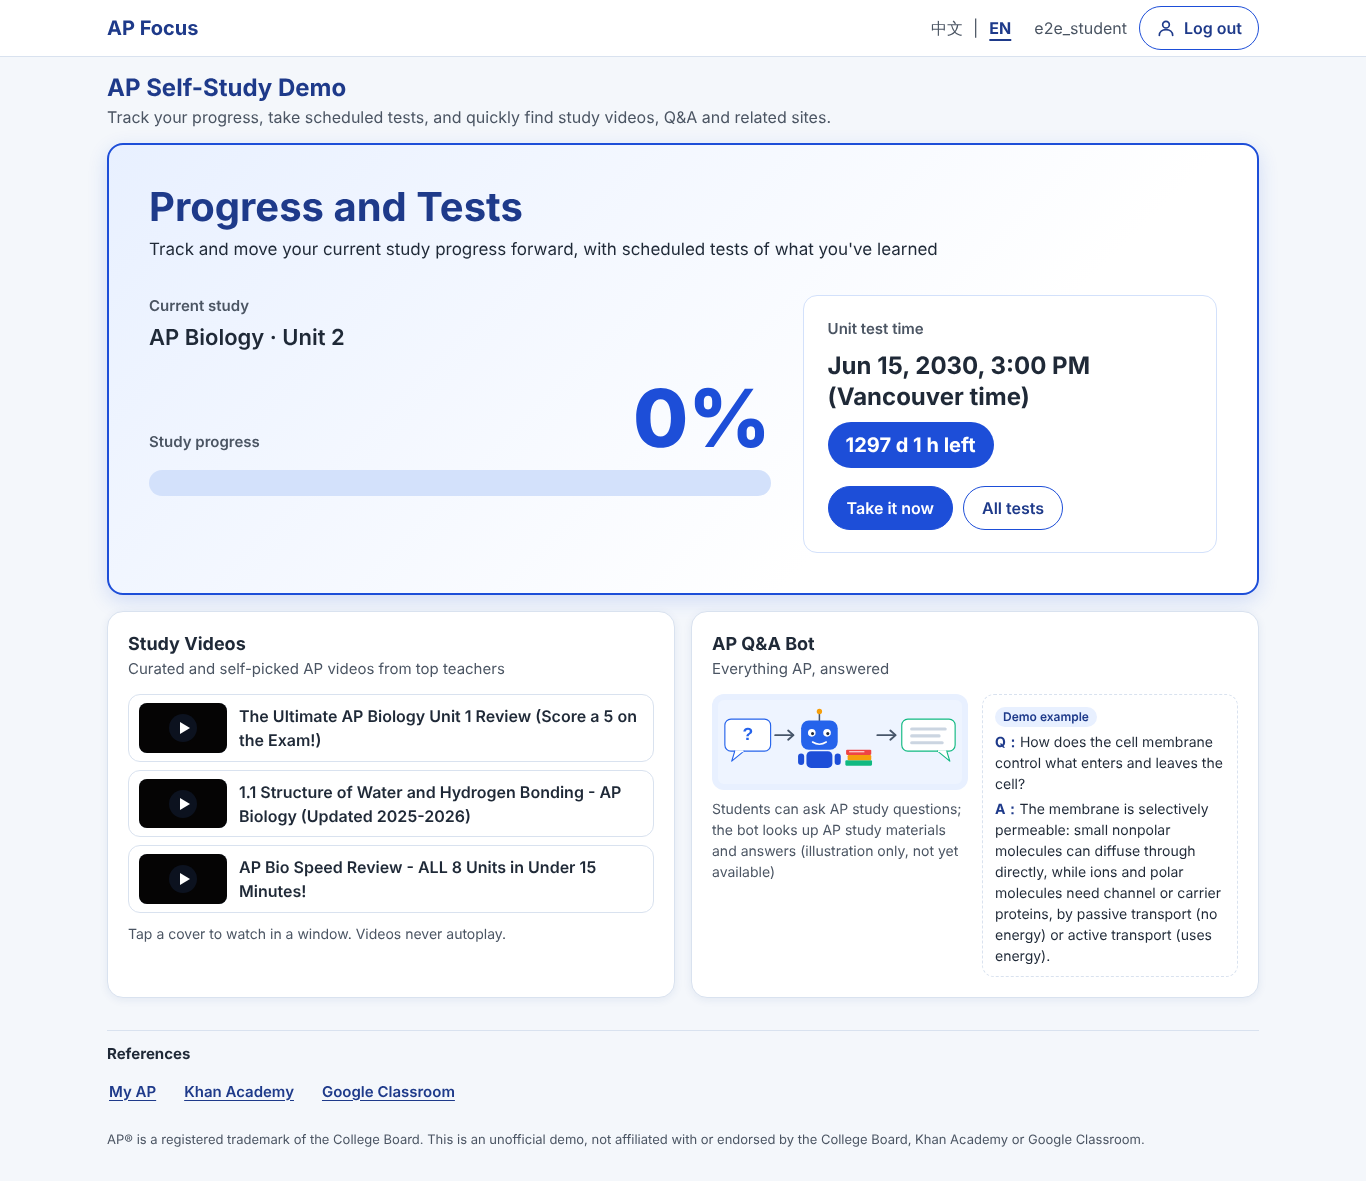 AP Focus
中文 | EN e2e_student Log out
AP Self-Study Demo
Track your progress, take scheduled tests, and quickly find study videos, Q&A and related sites.
Progress and Tests
Track and move your current study progress forward, with scheduled tests of what you've learned
Current study
AP Biology · Unit 2
Study progress
0%
Unit test time
Jun 15, 2030, 3:00 PM
(Vancouver time)
1297 d 1 h left
Take it now
All tests
Study Videos
Curated and self-picked AP videos from top teachers
The Ultimate AP Biology Unit 1 Review (Score a 5 on
the Exam!)
1.1 Structure of Water and Hydrogen Bonding - AP
Biology (Updated 2025-2026)
AP Bio Speed Review - ALL 8 Units in Under 15
Minutes!
Tap a cover to watch in a window. Videos never autoplay.
AP Q&A Bot
Everything AP, answered
?
Students can ask AP study questions;
the bot looks up AP study materials
and answers (illustration only, not yet
available)
Demo example
Q：How does the cell membrane
control what enters and leaves the
cell?
A：The membrane is selectively
permeable: small nonpolar
molecules can diffuse through
directly, while ions and polar
molecules need channel or carrier
proteins, by passive transport (no
energy) or active transport (uses
energy).
References
My AP
Khan Academy
Google Classroom
AP® is a registered trademark of the College Board. This is an unofficial demo, not affiliated with or endorsed by the College Board, Khan Academy or Google Classroom.